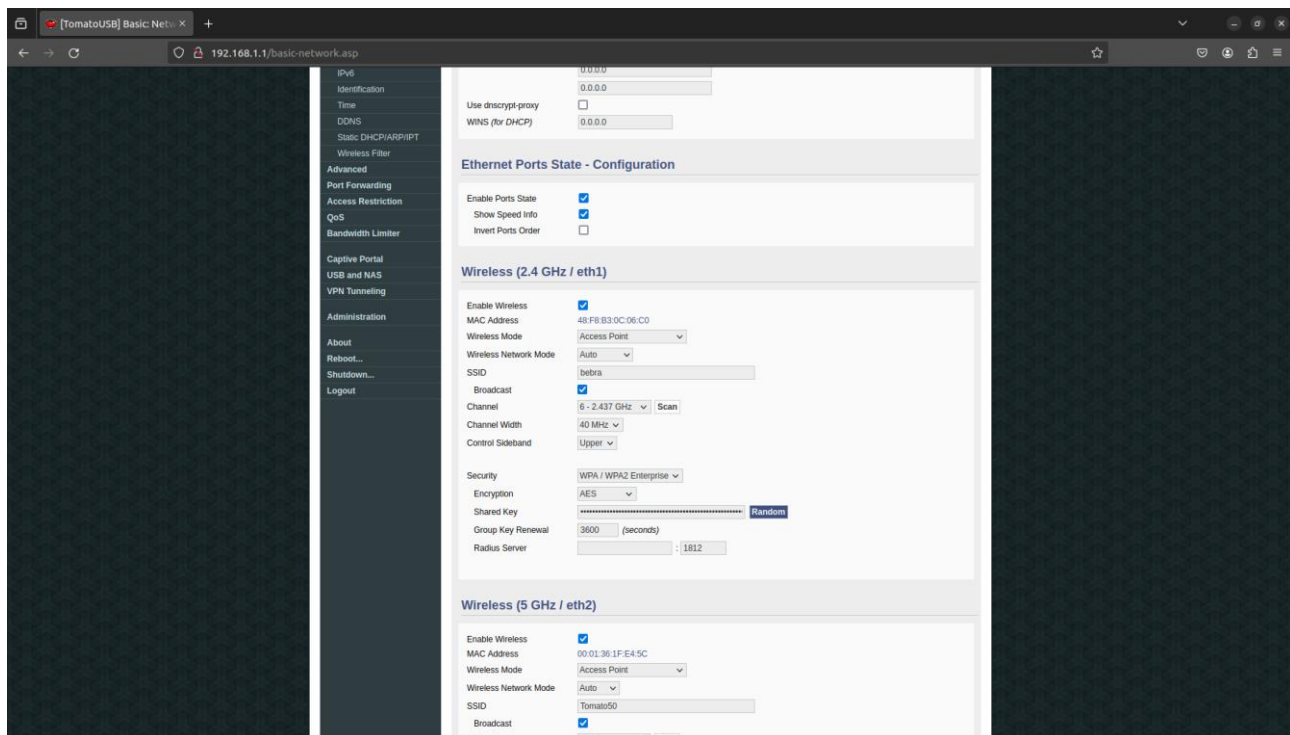 [TomatoUSB] Basic: Netw
192.168.1.1/basic-network.asp
IPv6
Identification
Time
DDNS
Static DHCP/ARP/IPT
Wireless Filter
Advanced
Port Forwarding
Access Restriction
QoS
Bandwidth Limiter
Captive Portal
USB and NAS
VPN Tunneling
Administration
About
Reboot...
Shutdown...
Logout
0.0.0.0
0.0.0.0
Use dnscrypt-proxy
WINS (for DHCP) 0.0.0.0
Ethernet Ports State - Configuration
Enable Ports State
Show Speed Info
Invert Ports Order
Wireless (2.4 GHz / eth1)
Enable Wireless
MAC Address 48:F8:B3:0C:06:C0
Wireless Mode Access Point
Wireless Network Mode Auto
SSID bebra
Broadcast
Channel 6 - 2.437 GHz Scan
Channel Width 40 MHz
Control Sideband Upper
Security WPA / WPA2 Enterprise
Encryption AES
Shared Key Random
Group Key Renewal 3600 (seconds)
Radius Server : 1812
Wireless (5 GHz / eth2)
Enable Wireless
MAC Address 00:01:36:1F:E4:5C
Wireless Mode Access Point
Wireless Network Mode Auto
SSID Tomato50
Broadcast